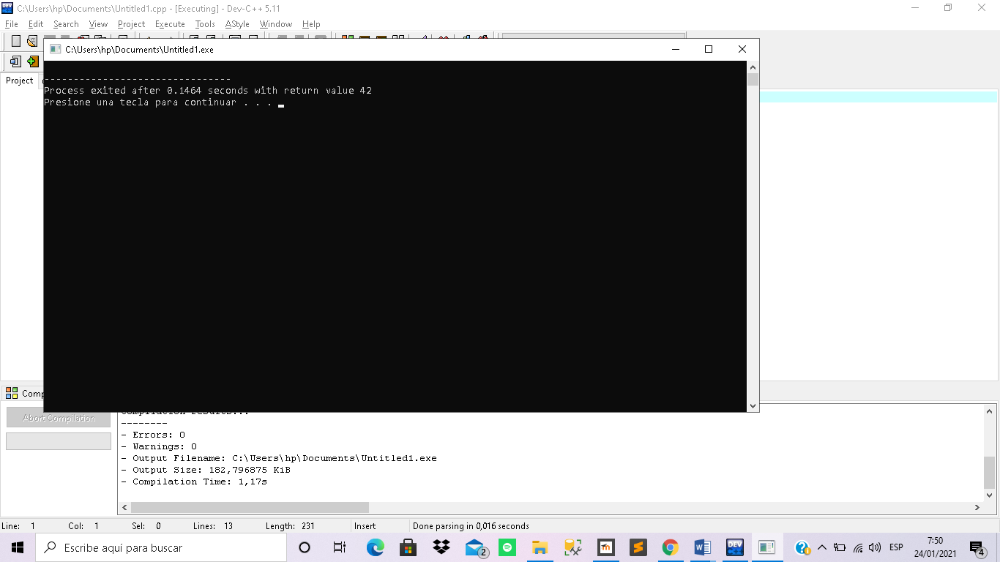 C:\Users\hp\Documents\Untitled1.cpp - [Executing] - Dev-C++ 5.11
File Edit Search View Project Execute Tools AStyle Window Help
C:\Users\hp\Documents\Untitled1.exe
Project
--------------------------------
Process exited after 0.1464 seconds with return value 42
Presione una tecla para continuar . . .
Abort Compilation
--------
- Errors: 0
- Warnings: 0
- Output Filename: C:\Users\hp\Documents\Untitled1.exe
- Output Size: 182,796875 KiB
- Compilation Time: 1,17s
Line: 1 Col: 1 Sel: 0 Lines: 13 Length: 231 Insert Done parsing in 0,016 seconds
Escribe aquí para buscar
2
DEV
ESP
7:50
24/01/2021
4